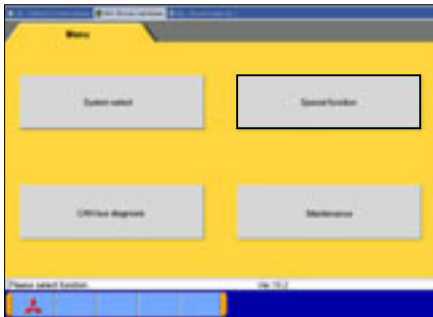 Menu
System select
Special function
CAN bus diagnosis
Maintenance
Please select function.